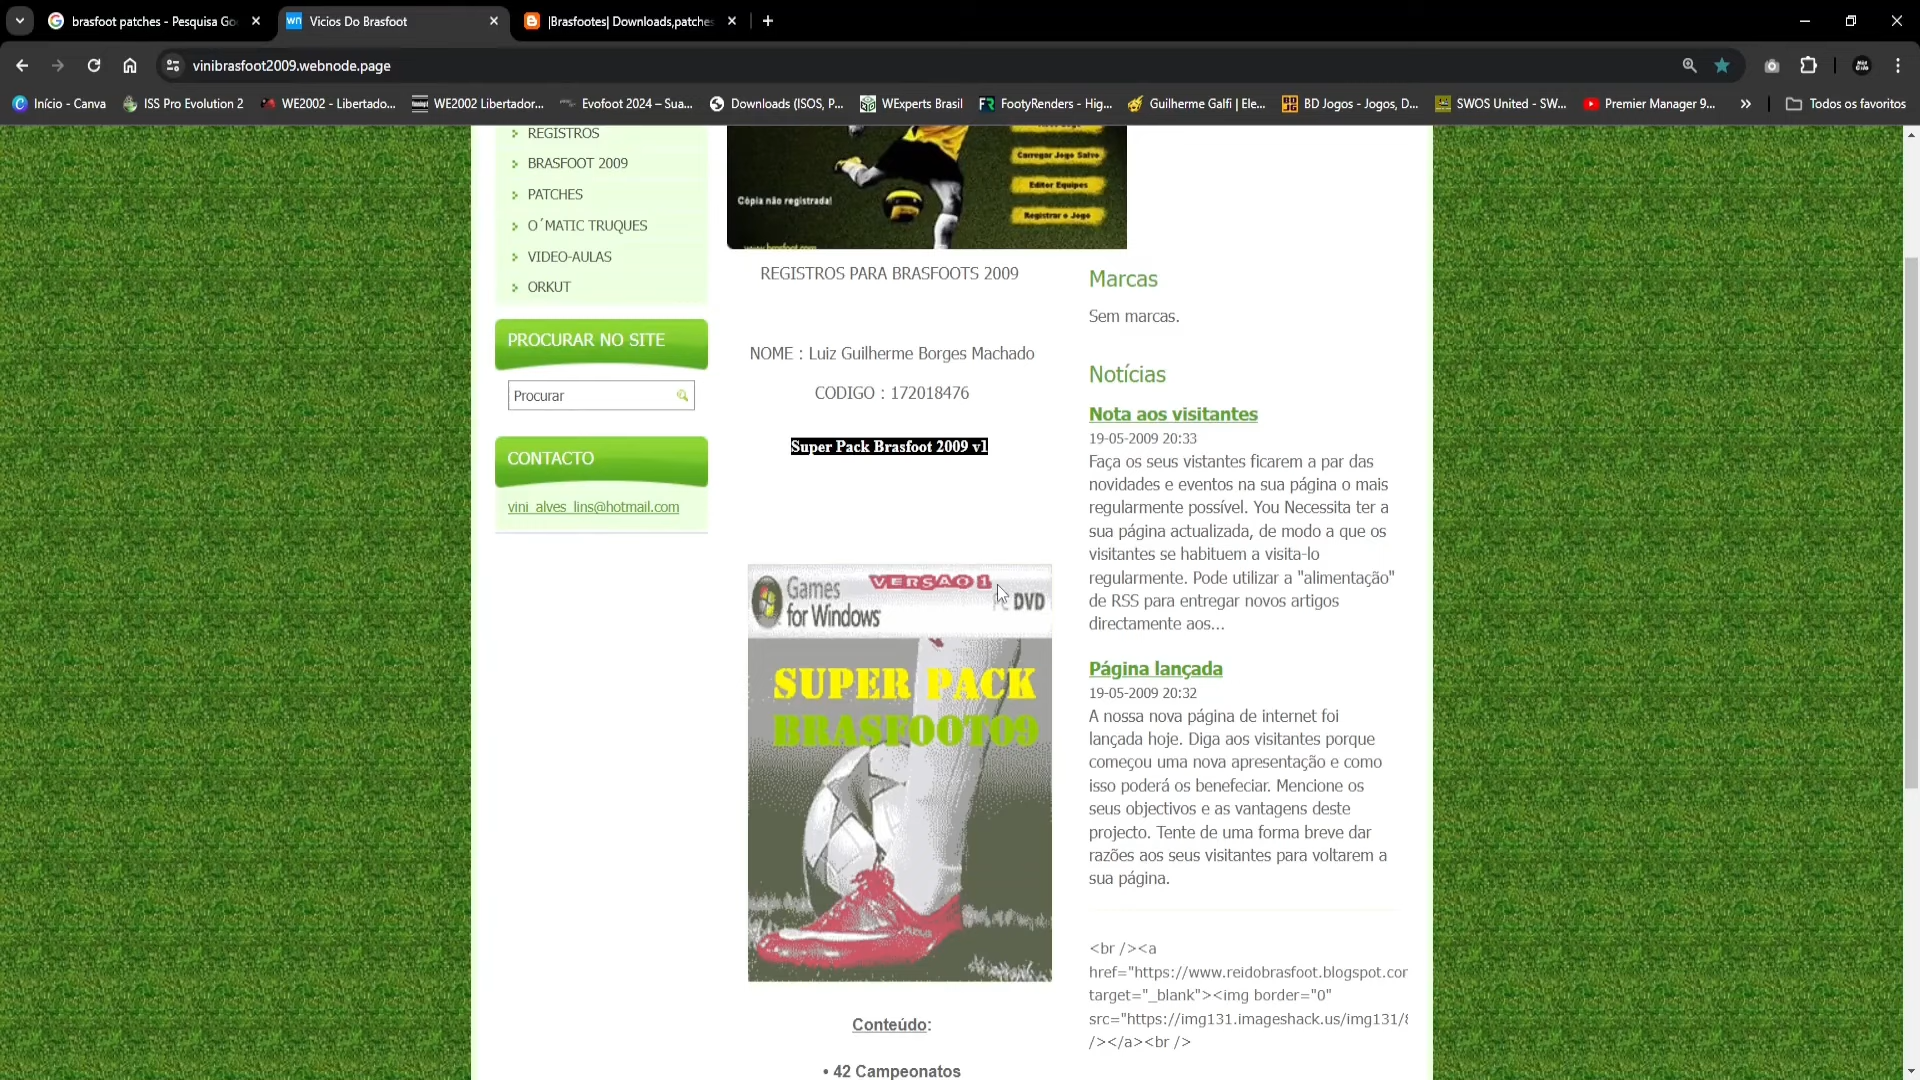 brasfoot patches - Pesquisa Go
Vicios Do Brasfoot
|Brasfootes| Downloads,patches
vinibrasfoot2009.webnode.page
Início - Canva
ISS Pro Evolution 2
WE2002 - Libertado...
WE2002 Libertador...
Evofoot 2024 – Sua...
Downloads (ISOS, P...
WExperts Brasil
FootyRenders - Hig...
Guilherme Galfi | Ele...
BD Jogos - Jogos, D...
SWOS United - SW...
Premier Manager 9...
Todos os favoritos
REGISTROS
BRASFOOT 2009
PATCHES
O´MATIC TRUQUES
VIDEO-AULAS
ORKUT
PROCURAR NO SITE
Procurar
CONTACTO
vini_alves_lins@hotmail.com
Carregar Jogo Salvo
Editor Equipes
Registrar o Jogo
Cópia não registrada!
www.brasfoot.com
REGISTROS PARA BRASFOOTS 2009
NOME : Luiz Guilherme Borges Machado
CODIGO : 172018476
Super Pack Brasfoot 2009 v1
VERSAO 1
Games
for Windows
PC DVD
SUPER PACK
BRASFOOT09
Conteúdo:
• 42 Campeonatos
Marcas
Sem marcas.
Notícias
Nota aos visitantes
19-05-2009 20:33
Faça os seus vistantes ficarem a par das
novidades e eventos na sua página o mais
regularmente possível. You Necessita ter a
sua página actualizada, de modo a que os
visitantes se habituem a visita-lo
regularmente. Pode utilizar a "alimentação"
de RSS para entregar novos artigos
directamente aos...
Página lançada
19-05-2009 20:32
A nossa nova página de internet foi
lançada hoje. Diga aos visitantes porque
começou uma nova apresentação e como
isso poderá os benefeciar. Mencione os
seus objectivos e as vantagens deste
projecto. Tente de uma forma breve dar
razões aos seus visitantes para voltarem a
sua página.
<br /><a
href="https://www.reidobrasfoot.blogspot.cor
target="_blank"><img border="0"
src="https://img131.imageshack.us/img131/8
/></a><br />